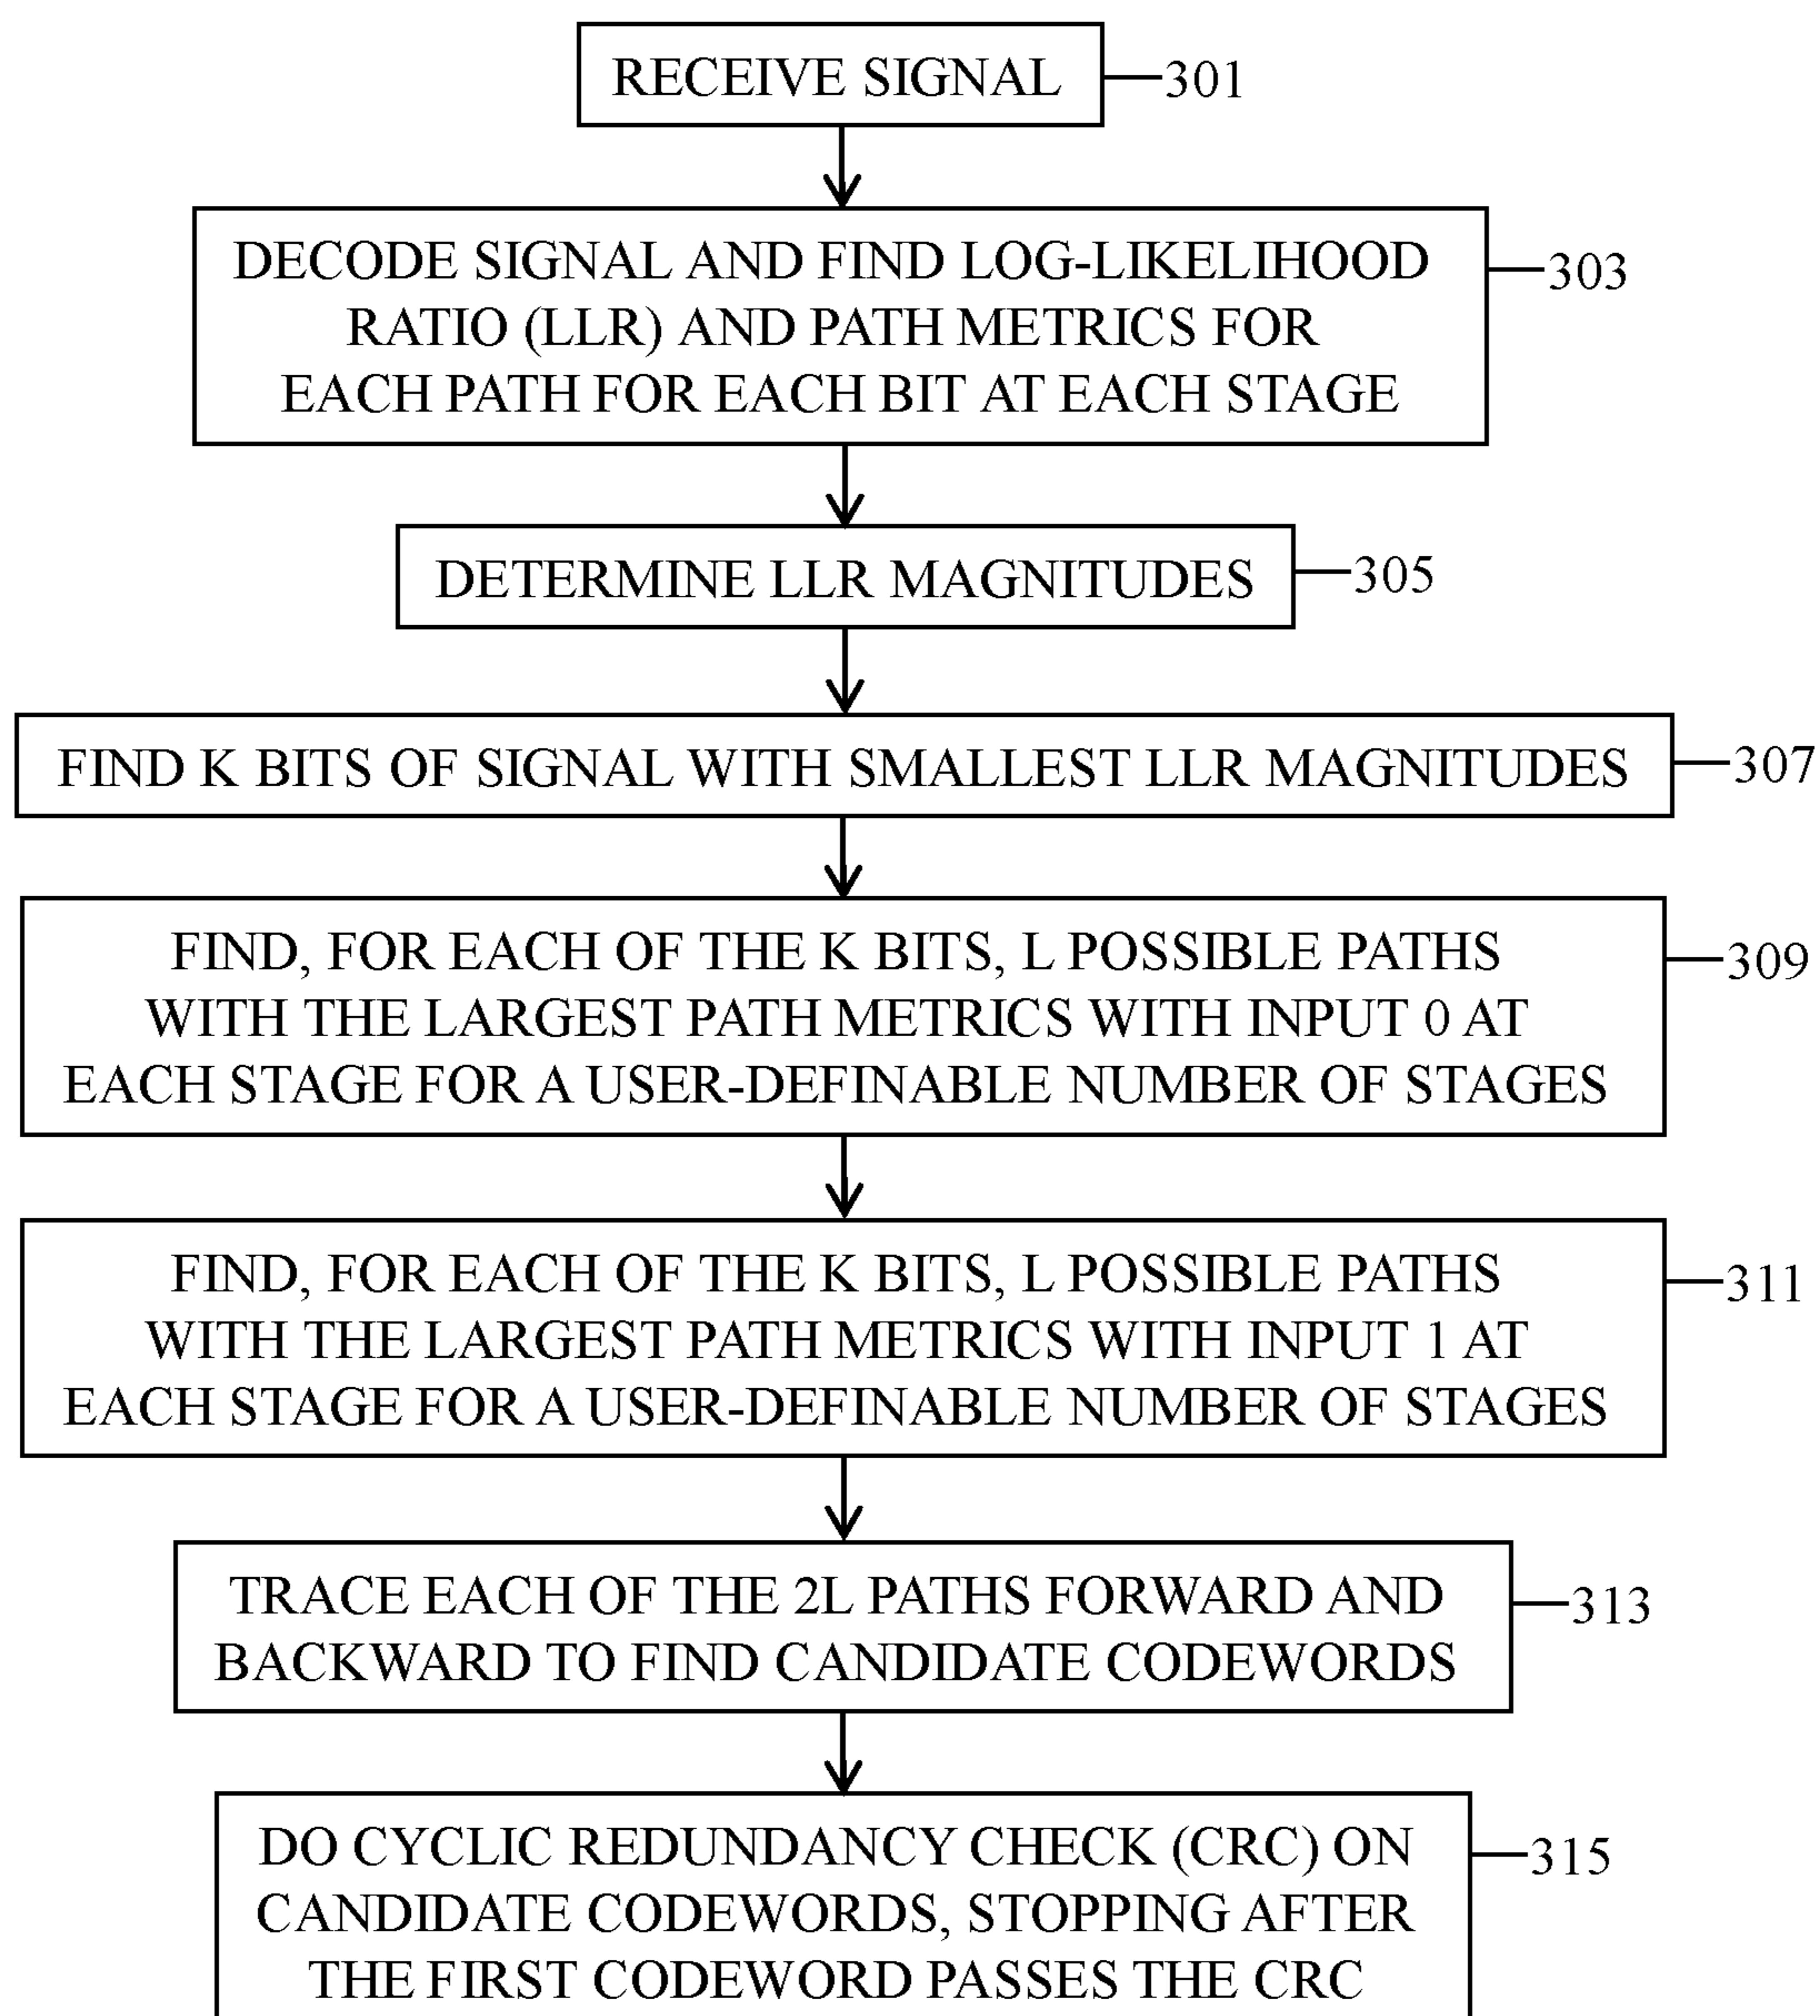 RECEIVE SIGNAL
301
DECODE SIGNAL AND FIND LOG-LIKELIHOOD
RATIO (LLR) AND PATH METRICS FOR
EACH PATH FOR EACH BIT AT EACH STAGE
303
DETERMINE LLR MAGNITUDES
305
FIND K BITS OF SIGNAL WITH SMALLEST LLR MAGNITUDES
307
FIND, FOR EACH OF THE K BITS, L POSSIBLE PATHS
WITH THE LARGEST PATH METRICS WITH INPUT 0 AT
EACH STAGE FOR A USER-DEFINABLE NUMBER OF STAGES
309
FIND, FOR EACH OF THE K BITS, L POSSIBLE PATHS
WITH THE LARGEST PATH METRICS WITH INPUT 1 AT
EACH STAGE FOR A USER-DEFINABLE NUMBER OF STAGES
311
TRACE EACH OF THE 2L PATHS FORWARD AND
BACKWARD TO FIND CANDIDATE CODEWORDS
313
DO CYCLIC REDUNDANCY CHECK (CRC) ON
CANDIDATE CODEWORDS, STOPPING AFTER
THE FIRST CODEWORD PASSES THE CRC
315